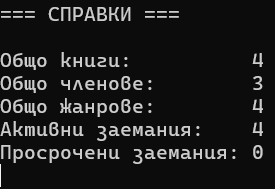 === СПРАВКИ ===
Общо книги: 4
Общо членове: 3
Общо жанрове: 4
Активни заемания: 4
Просрочени заемания: 0